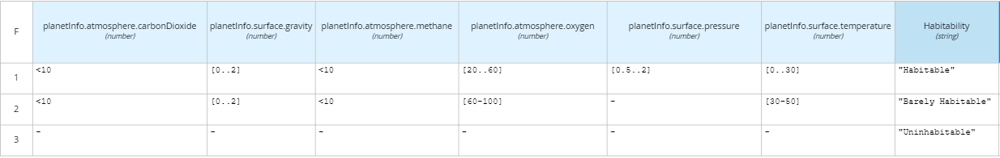 F planetInfo.atmosphere.carbonDioxide planetInfo.surface.gravity planetInfo.atmosphere.methane planetInfo.atmosphere.oxygen planetInfo.surface.pressure planetInfo.surface.temperature Habitability
(number) (number) (number) (number) (number) (number) (string)
1 <10 [0..2] <10 [20..60] [0.5..2] [0..30] "Habitable"
2 <10 [0..2] <10 [60-100] - [30-50] "Barely Habitable"
3 - - - - - - "Uninhabitable"